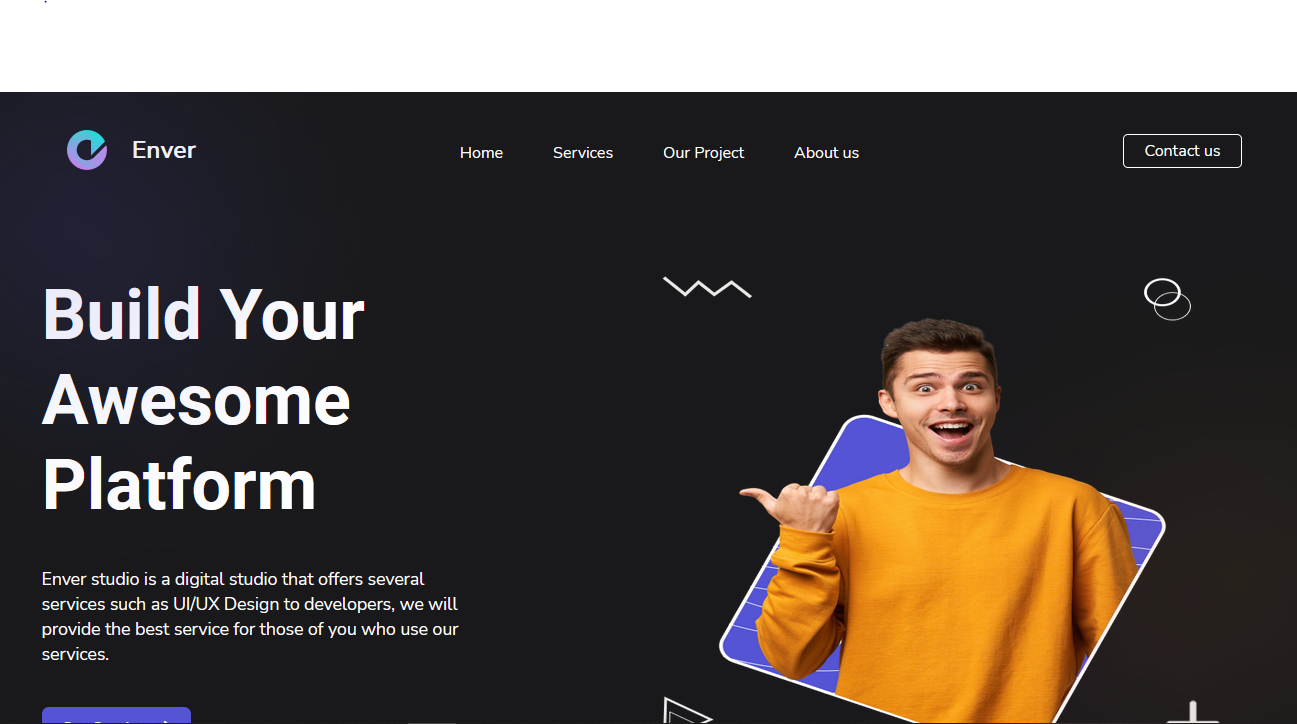 Enver
Home
Services
Our Project
About us
Contact us
Build Your
Awesome
Platform
Enver studio is a digital studio that offers several
services such as UI/UX Design to developers, we will
provide the best service for those of you who use our
services.